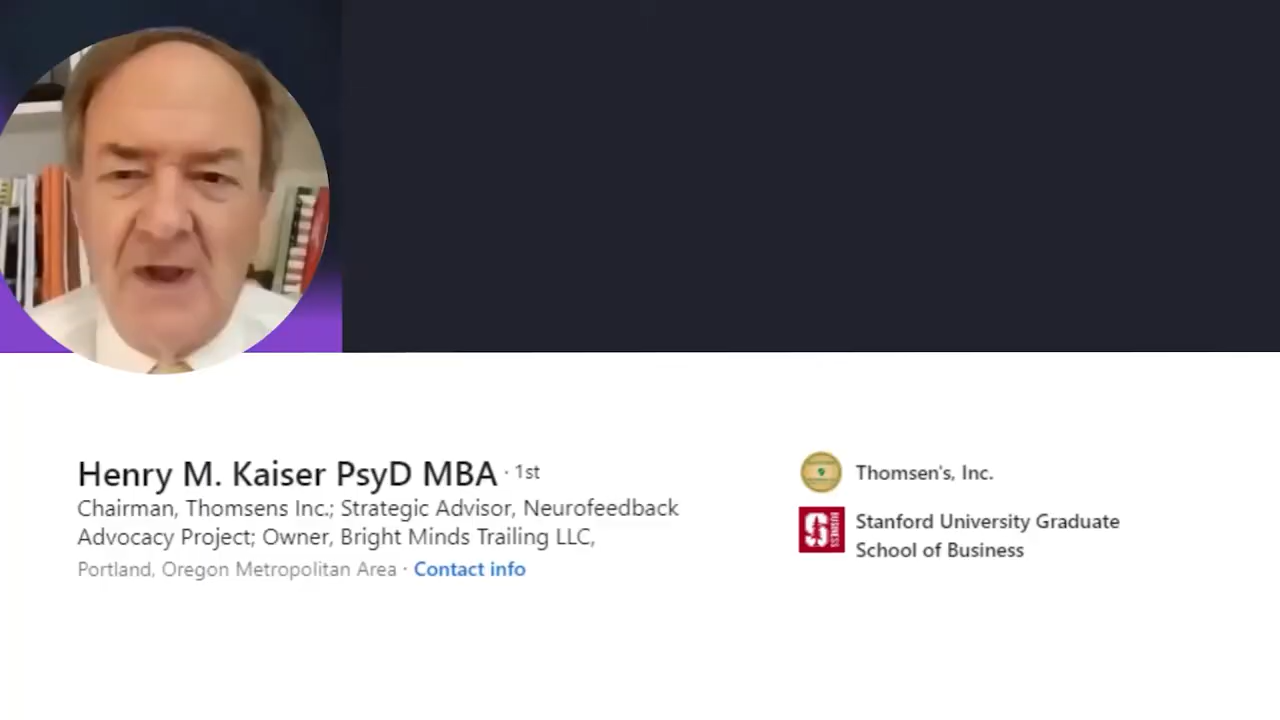 Henry M. Kaiser PsyD MBA · 1st
Chairman, Thomsens Inc.; Strategic Advisor, Neurofeedback
Advocacy Project; Owner, Bright Minds Trailing LLC,
Portland, Oregon Metropolitan Area · Contact info
Thomsen's, Inc.
S BUSINESS
Stanford University Graduate
School of Business